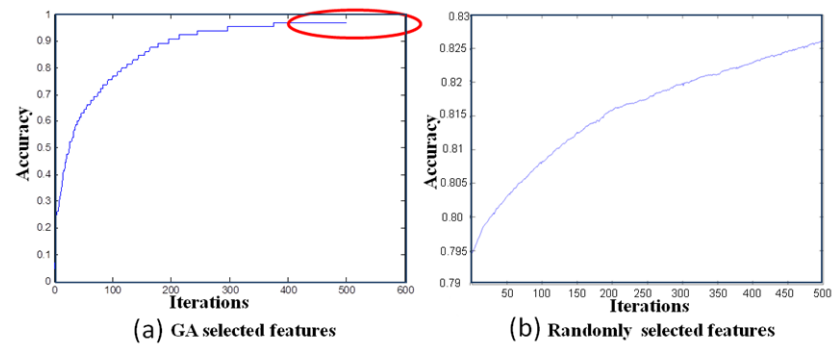 1
0.9
0.8
0.7
0.6
0.5
0.4
0.3
0.2
0.1
0
Accuracy
0 100 200 300 400 500 600
Iterations
(a) GA selected features
0.83
0.825
0.82
0.815
0.81
0.805
0.80
0.795
0.79
Accuracy
50 100 150 200 250 300 350 400 450 500
Iterations
(b) Randomly selected features